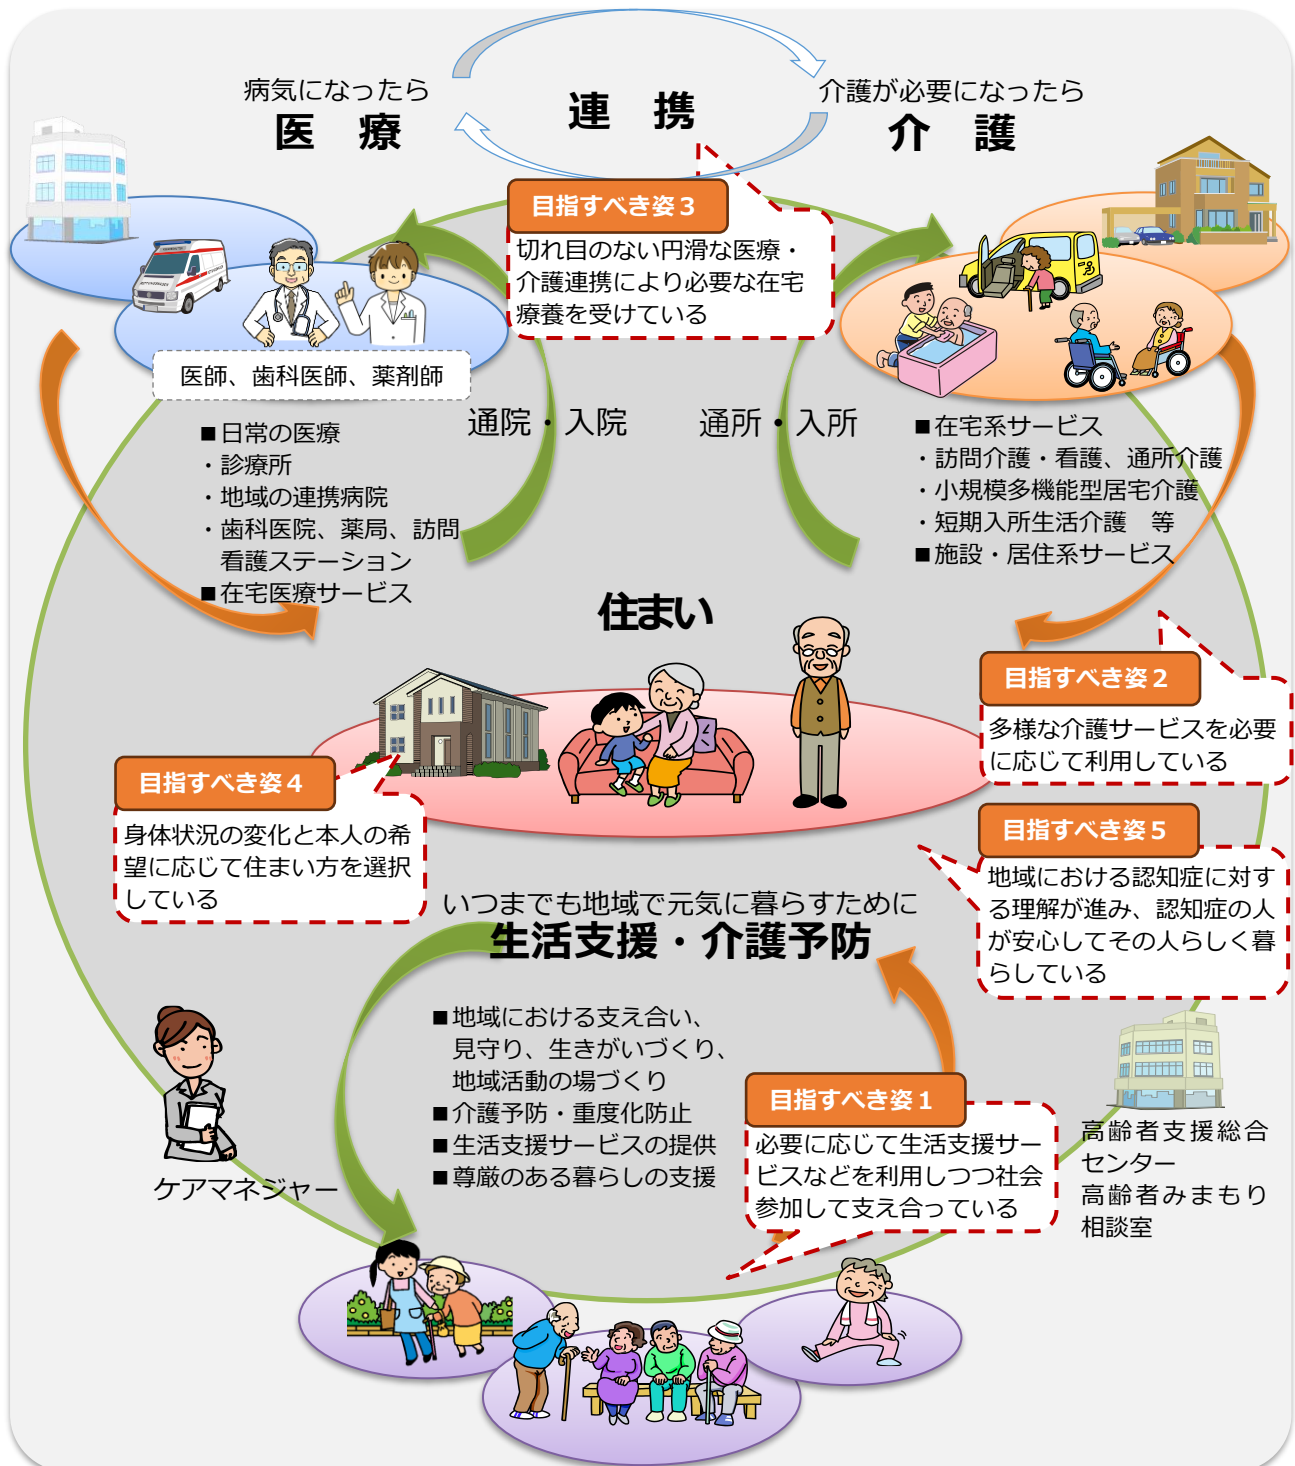 病気になったら
医　療
連　携
介護が必要になったら
介　護
目指すべき姿３
切れ目のない円滑な医療・
介護連携により必要な在宅
療養を受けている
医師、歯科医師、薬剤師
通院・入院
通所・入所
■日常の医療
・診療所
・地域の連携病院
・歯科医院、薬局、訪問
看護ステーション
■在宅医療サービス
■在宅系サービス
・訪問介護・看護、通所介護
・小規模多機能型居宅介護
・短期入所生活介護　等
■施設・居住系サービス
住まい
目指すべき姿２
多様な介護サービスを必要
に応じて利用している
目指すべき姿４
身体状況の変化と本人の希
望に応じて住まい方を選択
している
目指すべき姿５
地域における認知症に対す
る理解が進み、認知症の人
が安心してその人らしく暮
らしている
いつまでも地域で元気に暮らすために
生活支援・介護予防
■地域における支え合い、
見守り、生きがいづくり、
地域活動の場づくり
■介護予防・重度化防止
■生活支援サービスの提供
■尊厳のある暮らしの支援
目指すべき姿１
必要に応じて生活支援サー
ビスなどを利用しつつ社会
参加して支え合っている
ケアマネジャー
高齢者支援総合
センター
高齢者みまもり
相談室